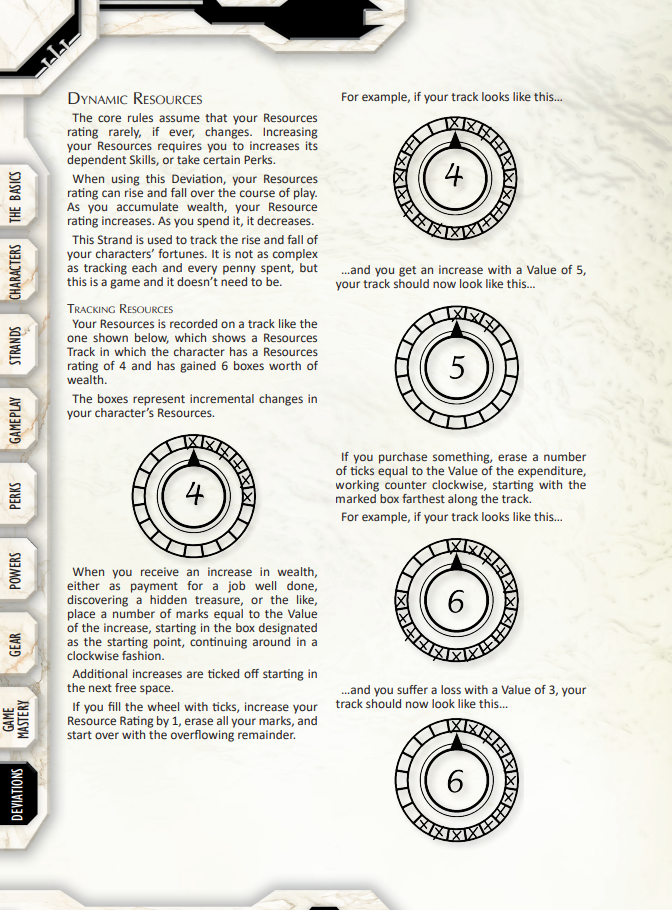 DYNAMIC RESOURCES
The core rules assume that your Resources
rating rarely, if ever, changes. Increasing
your Resources requires you to increases its
dependent Skills, or take certain Perks.
When using this Deviation, your Resources
rating can rise and fall over the course of play.
As you accumulate wealth, your Resource
rating increases. As you spend it, it decreases.
This Strand is used to track the rise and fall of
your characters' fortunes. It is not as complex
as tracking each and every penny spent, but
this is a game and it doesn't need to be.
TRACKING RESOURCES
Your Resources is recorded on a track like the
one shown below, which shows a Resources
Track in which the character has a Resources
rating of 4 and has gained 6 boxes worth of
wealth.
The boxes represent incremental changes in
your character's Resources.
4
When you receive an increase in wealth,
either as payment for a job well done,
discovering a hidden treasure, or the like,
place a number of marks equal to the Value
of the increase, starting in the box designated
as the starting point, continuing around in a
clockwise fashion.
Additional increases are ticked off starting in
the next free space.
If you fill the wheel with ticks, increase your
Resource Rating by 1, erase all your marks, and
start over with the overflowing remainder.
For example, if your track looks like this...
4
...and you get an increase with a Value of 5,
your track should now look like this...
5
If you purchase something, erase a number
of ticks equal to the Value of the expenditure,
working counter clockwise, starting with the
marked box farthest along the track.
For example, if your track looks like this...
6
...and you suffer a loss with a Value of 3, your
track should now look like this...
6
THE BASICS
CHARACTERS
STRANDS
GAMEPLAY
PERKS
POWERS
GEAR
GAME
MASTERY
DEVIATIONS